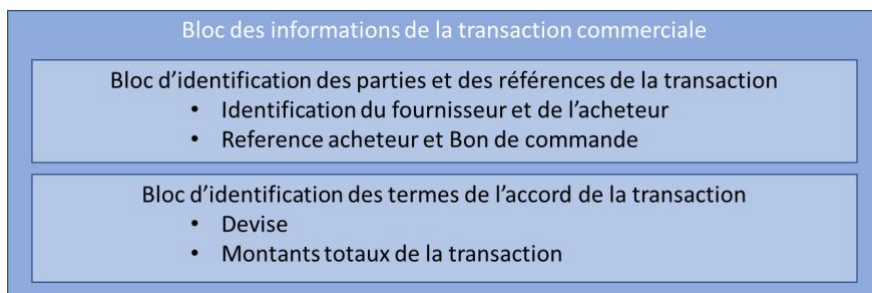 Bloc des informations de la transaction commerciale
Bloc d’identification des parties et des références de la transaction
• Identification du fournisseur et de l’acheteur
• Reference acheteur et Bon de commande
Bloc d’identification des termes de l’accord de la transaction
• Devise
• Montants totaux de la transaction